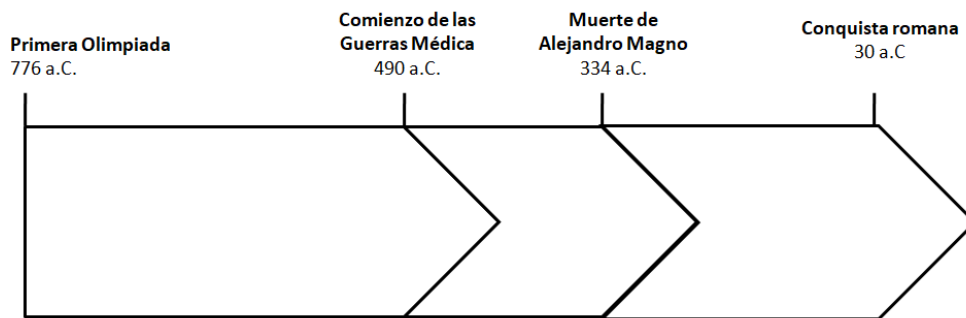 Primera Olimpiada
776 a.C.
Comienzo de las
Guerras Médica
490 a.C.
Muerte de
Alejandro Magno
334 a.C.
Conquista romana
30 a.C